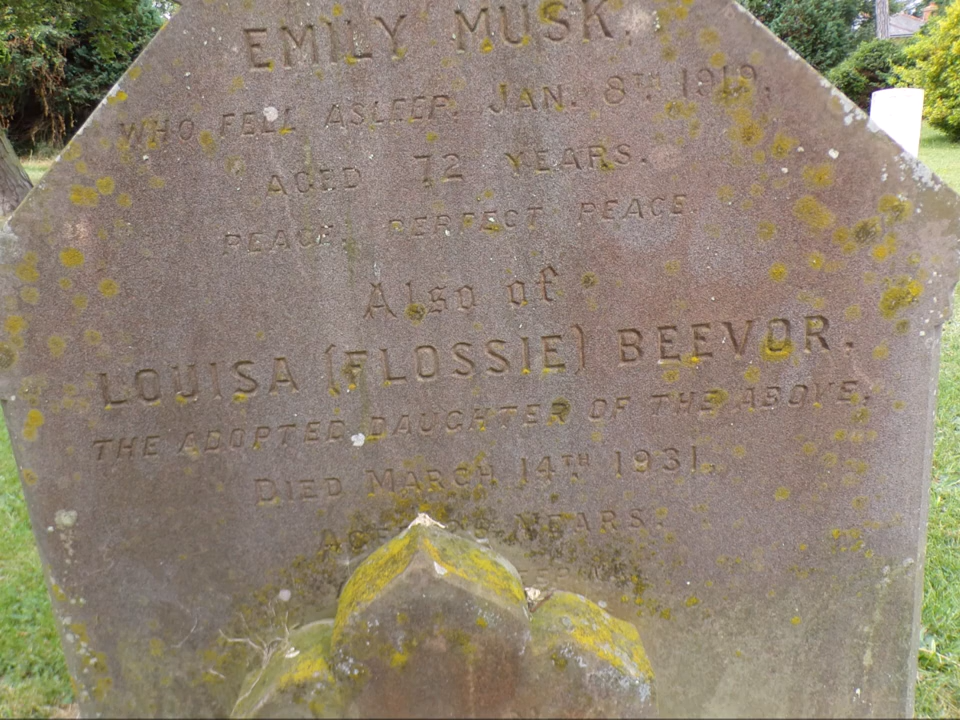 EMILY MUSK.
WHO FELL ASLEEP, JAN. 8TH 1919,
AGED 72 YEARS.
PEACE, PERFECT PEACE
Also of
LOUISA (FLOSSIE) BEEVOR.
THE ADOPTED DAUGHTER OF THE ABOVE.
DIED MARCH 14TH 1931.
AGED YEARS.